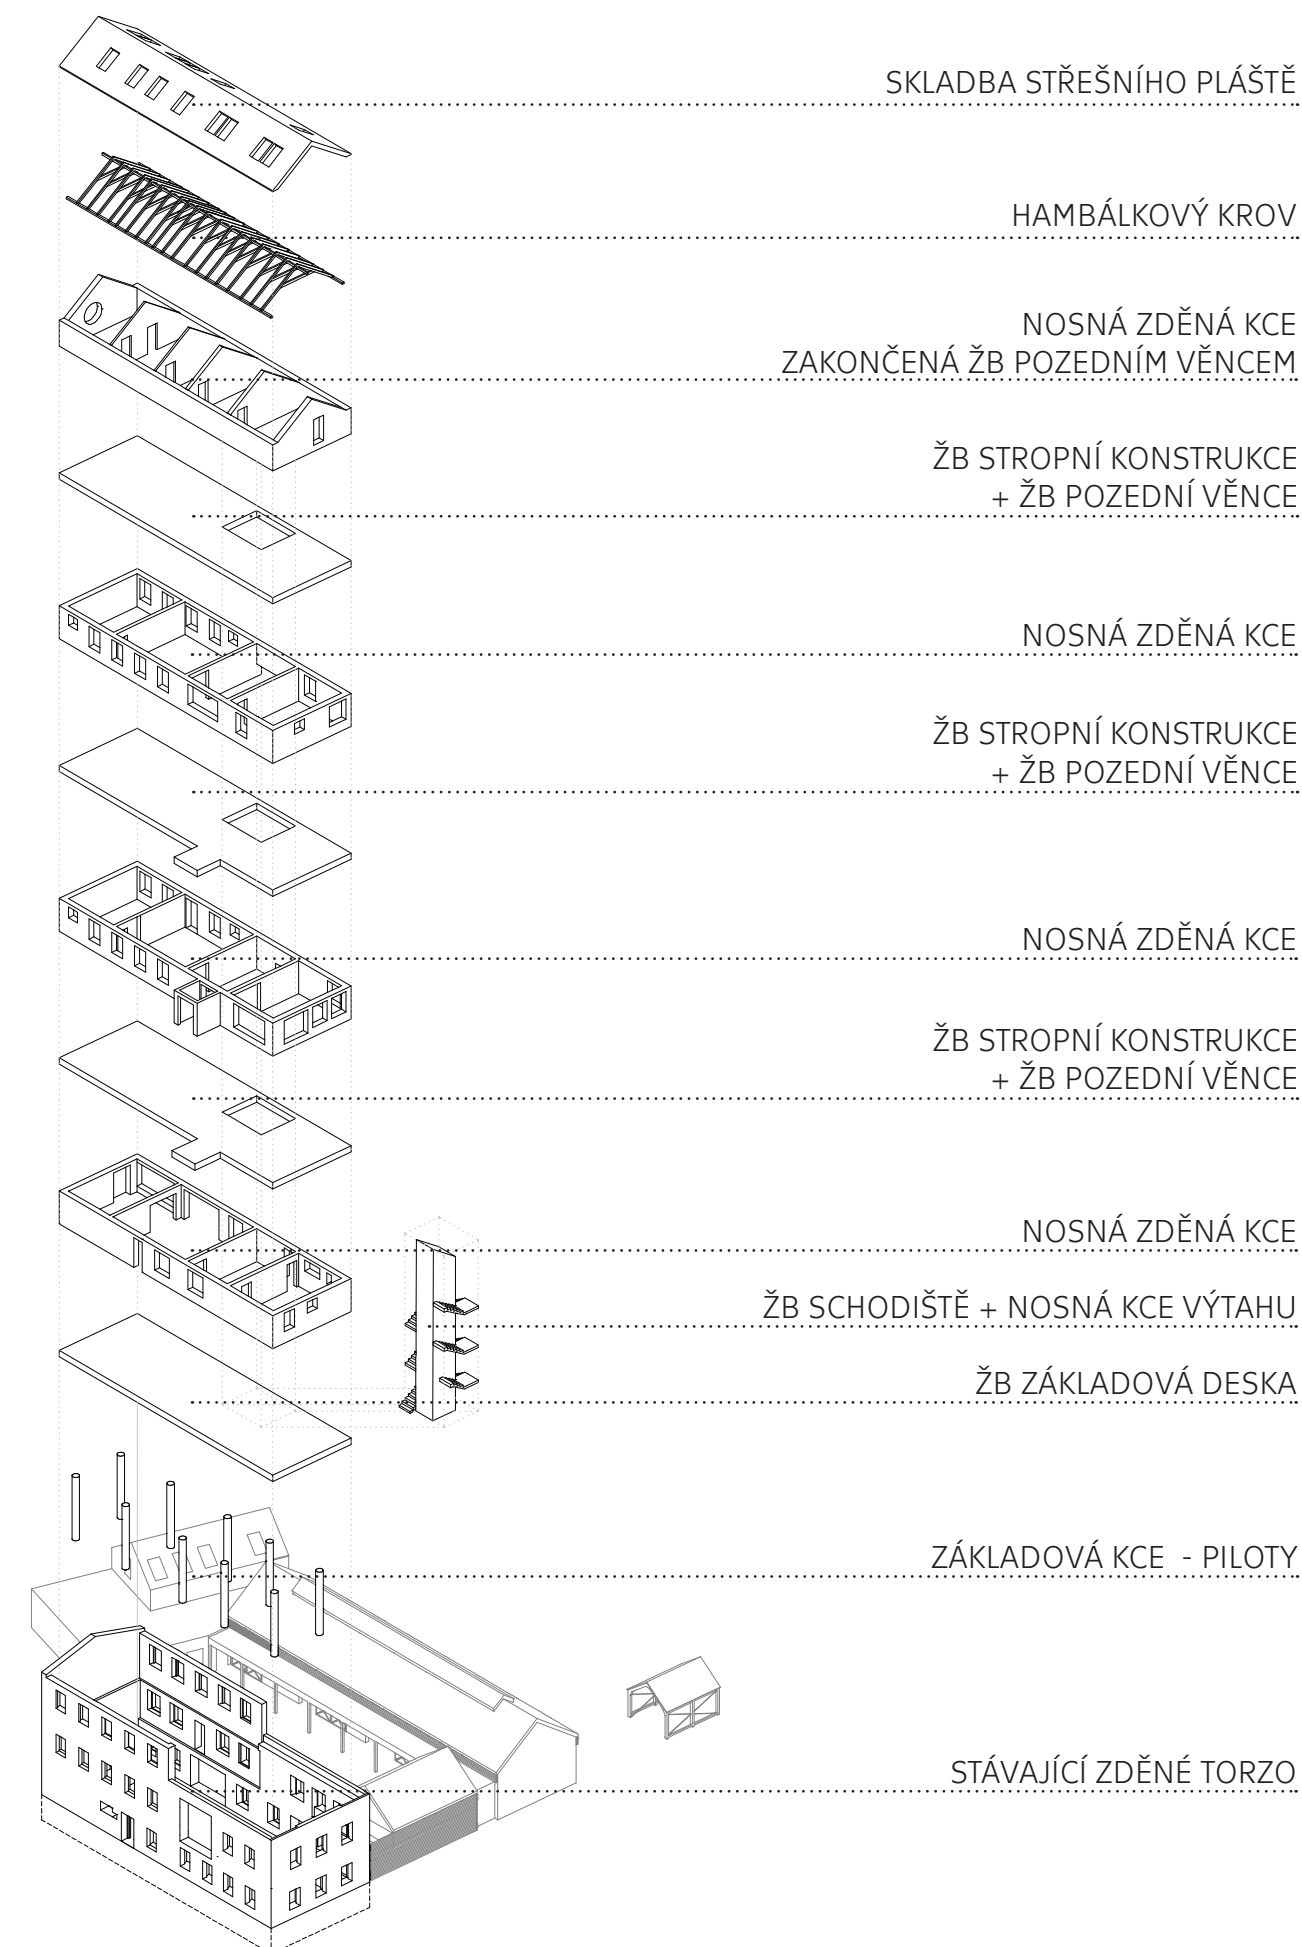 SKLADBA STŘEŠNÍHO PLÁŠTĚ
HAMBÁLKOVÝ KROV
NOSNÁ ZDĚNÁ KCE
ZAKONČENÁ ŽB POZEDNÍM VĚNCEM
ŽB STROPNÍ KONSTRUKCE
+ ŽB POZEDNÍ VĚNCE
NOSNÁ ZDĚNÁ KCE
ŽB STROPNÍ KONSTRUKCE
+ ŽB POZEDNÍ VĚNCE
NOSNÁ ZDĚNÁ KCE
ŽB STROPNÍ KONSTRUKCE
+ ŽB POZEDNÍ VĚNCE
NOSNÁ ZDĚNÁ KCE
ŽB SCHODIŠTĚ + NOSNÁ KCE VÝTAHU
ŽB ZÁKLADOVÁ DESKA
ZÁKLADOVÁ KCE - PILOTY
STÁVAJÍCÍ ZDĚNÉ TORZO